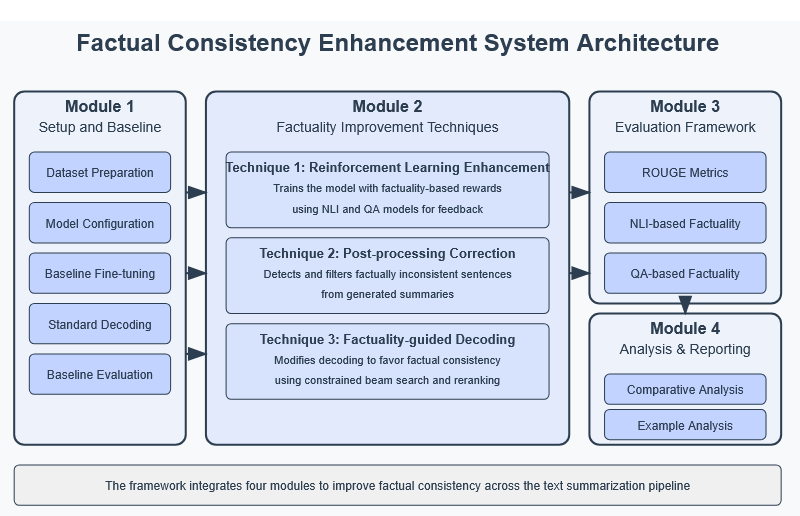 Factual Consistency Enhancement System Architecture
Module 1
Setup and Baseline
Dataset Preparation
Model Configuration
Baseline Fine-tuning
Standard Decoding
Baseline Evaluation
Module 2
Factuality Improvement Techniques
Technique 1: Reinforcement Learning Enhancement
Trains the model with factuality-based rewards
using NLI and QA models for feedback
Technique 2: Post-processing Correction
Detects and filters factually inconsistent sentences
from generated summaries
Technique 3: Factuality-guided Decoding
Modifies decoding to favor factual consistency
using constrained beam search and reranking
Module 3
Evaluation Framework
ROUGE Metrics
NLI-based Factuality
QA-based Factuality
Module 4
Analysis & Reporting
Comparative Analysis
Example Analysis
The framework integrates four modules to improve factual consistency across the text summarization pipeline